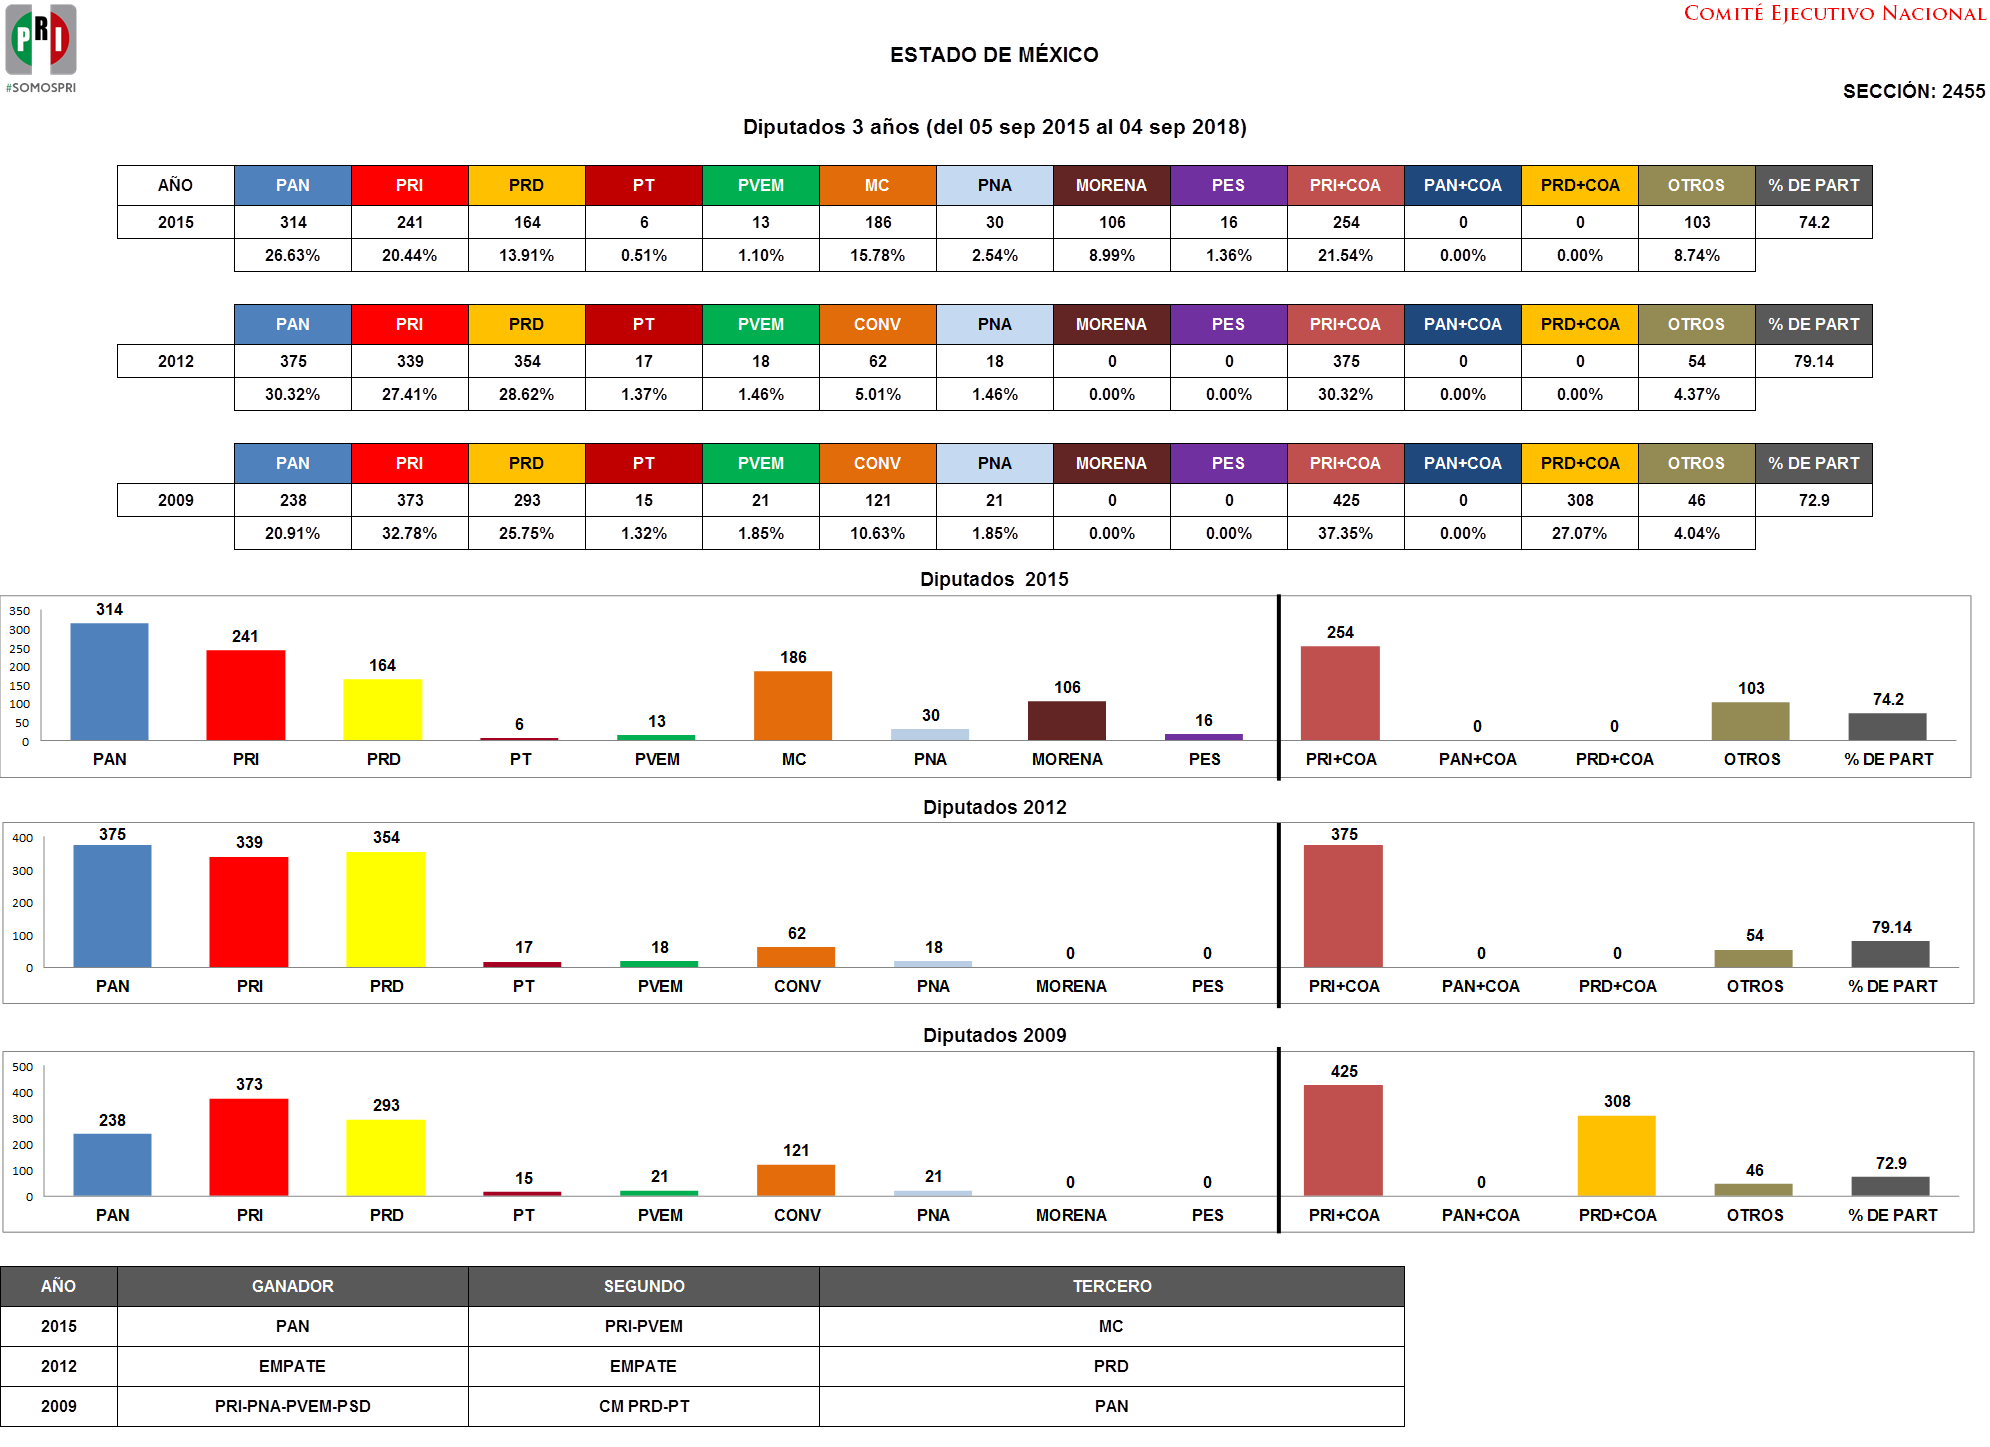 PRI
#SOMOSPRI
COMITÉ EJECUTIVO NACIONAL
ESTADO DE MÉXICO
SECCIÓN: 2455
Diputados 3 años (del 05 sep 2015 al 04 sep 2018)
AÑO PAN PRI PRD PT PVEM MC PNA MORENA PES PRI+COA PAN+COA PRD+COA OTROS % DE PART
2015 314 241 164 6 13 186 30 106 16 254 0 0 103 74.2
26.63% 20.44% 13.91% 0.51% 1.10% 15.78% 2.54% 8.99% 1.36% 21.54% 0.00% 0.00% 8.74%
PAN PRI PRD PT PVEM CONV PNA MORENA PES PRI+COA PAN+COA PRD+COA OTROS % DE PART
2012 375 339 354 17 18 62 18 0 0 375 0 0 54 79.14
30.32% 27.41% 28.62% 1.37% 1.46% 5.01% 1.46% 0.00% 0.00% 30.32% 0.00% 0.00% 4.37%
PAN PRI PRD PT PVEM CONV PNA MORENA PES PRI+COA PAN+COA PRD+COA OTROS % DE PART
2009 238 373 293 15 21 121 21 0 0 425 0 308 46 72.9
20.91% 32.78% 25.75% 1.32% 1.85% 10.63% 1.85% 0.00% 0.00% 37.35% 0.00% 27.07% 4.04%
Diputados 2015
350
300
250
200
150
100
50
0
314 241 164 6 13 186 30 106 16 254 0 0 103 74.2
PAN PRI PRD PT PVEM MC PNA MORENA PES PRI+COA PAN+COA PRD+COA OTROS % DE PART
Diputados 2012
400
300
200
100
0
375 339 354 17 18 62 18 0 0 375 0 0 54 79.14
PAN PRI PRD PT PVEM CONV PNA MORENA PES PRI+COA PAN+COA PRD+COA OTROS % DE PART
Diputados 2009
500
400
300
200
100
0
238 373 293 15 21 121 21 0 0 425 0 308 46 72.9
PAN PRI PRD PT PVEM CONV PNA MORENA PES PRI+COA PAN+COA PRD+COA OTROS % DE PART
AÑO GANADOR SEGUNDO TERCERO
2015 PAN PRI-PVEM MC
2012 EMPATE EMPATE PRD
2009 PRI-PNA-PVEM-PSD CM PRD-PT PAN